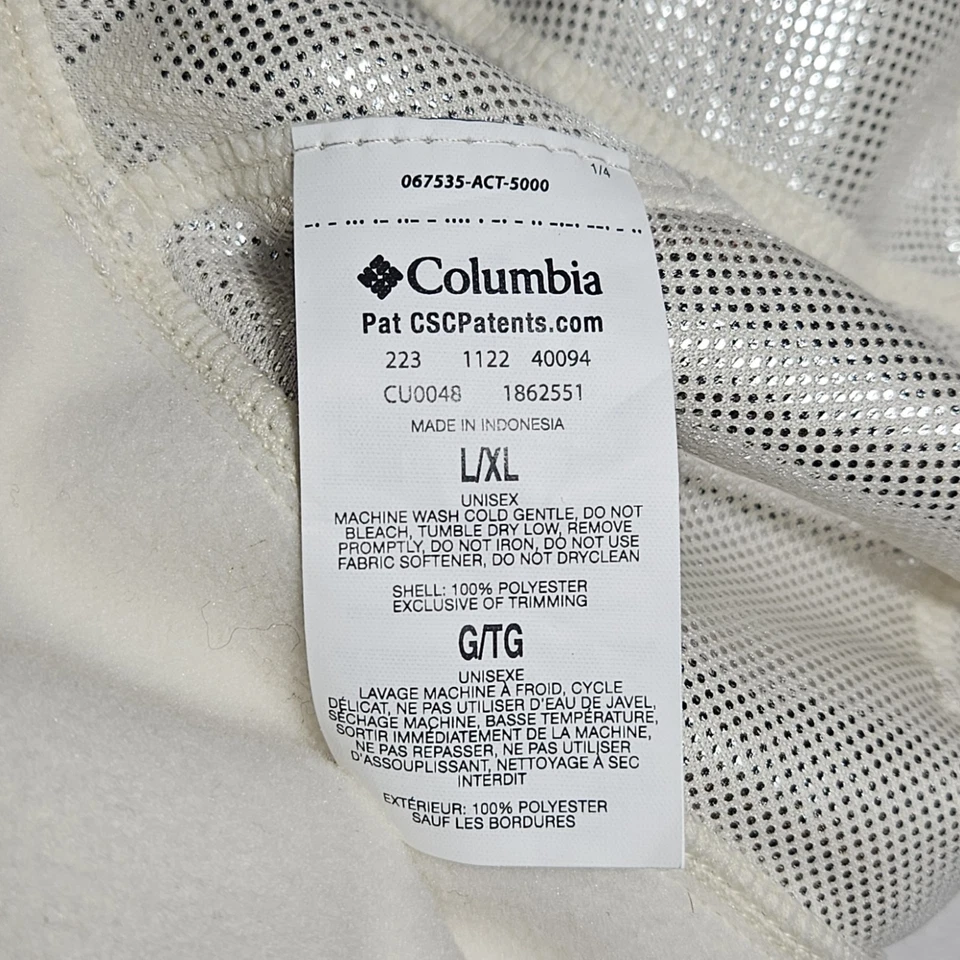 1/4
067535-ACT-5000
Columbia
Pat CSCPatents.com
223 1122 40094
CU0048 1862551
MADE IN INDONESIA
L/XL
UNISEX
MACHINE WASH COLD GENTLE, DO NOT
BLEACH, TUMBLE DRY LOW, REMOVE
PROMPTLY, DO NOT IRON, DO NOT USE
FABRIC SOFTENER, DO NOT DRYCLEAN
SHELL: 100% POLYESTER
EXCLUSIVE OF TRIMMING
G/TG
UNISEXE
LAVAGE MACHINE À FROID, CYCLE
DÉLICAT, NE PAS UTILISER D'EAU DE JAVEL,
SÉCHAGE MACHINE, BASSE TEMPÉRATURE,
SORTIR IMMÉDIATEMENT DE LA MACHINE,
NE PAS REPASSER, NE PAS UTILISER
D'ASSOUPLISSANT, NETTOYAGE À SEC
INTERDIT
EXTÉRIEUR: 100% POLYESTER
SAUF LES BORDURES